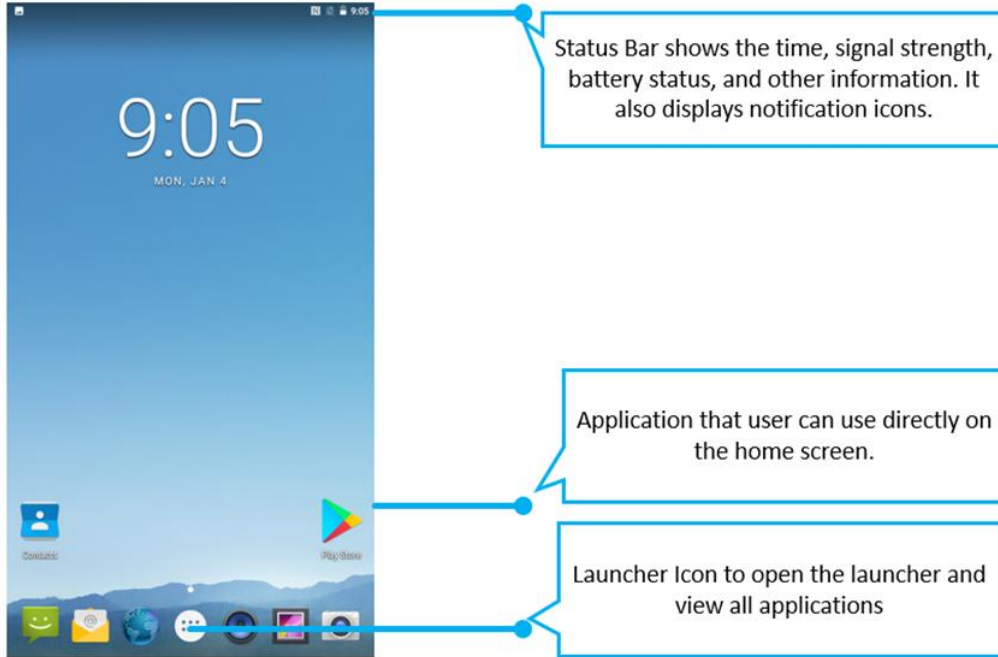 9:05
Status Bar shows the time, signal strength,
battery status, and other information. It
also displays notification icons.
9:05
MON, JAN 4
Application that user can use directly on
the home screen.
Contacts
Play Store
Launcher Icon to open the launcher and
view all applications